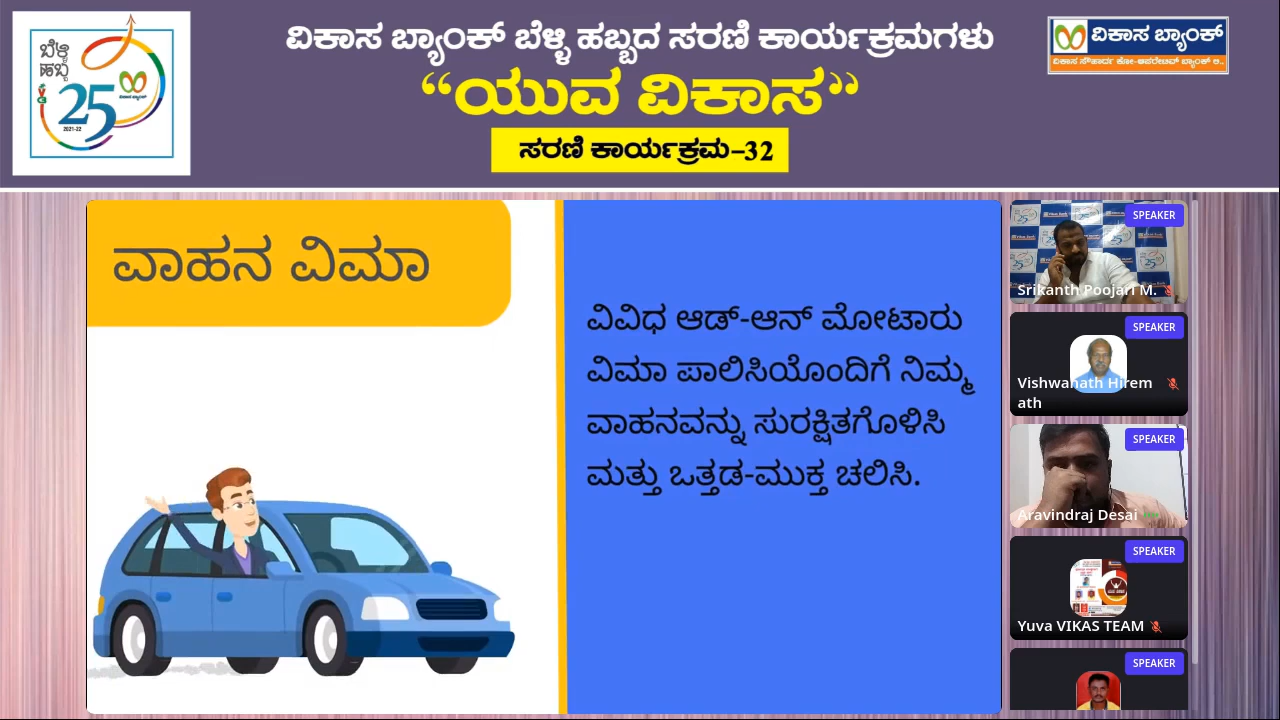 ಬೆಳ್ಳಿ
ಹಬ್ಬ
25
2021-22
ವಿಕಾಸ ಬ್ಯಾಂಕ್ ಬೆಳ್ಳಿ ಹಬ್ಬದ ಸರಣಿ ಕಾರ್ಯಕ್ರಮಗಳು
“ಯುವ ವಿಕಾಸ”
ಸರಣಿ ಕಾರ್ಯಕ್ರಮ-32
ವಿಕಾಸ ಬ್ಯಾಂಕ್
ವಿಕಾಸ ಸೌಹಾರ್ದ ಕೋ-ಆಪರೇಟಿವ್ ಬ್ಯಾಂಕ್ ಲಿ.,
ವಾಹನ ವಿಮಾ
ವಿವಿಧ ಆಡ್-ಆನ್ ಮೋಟಾರು
ವಿಮಾ ಪಾಲಿಸಿಯೊಂದಿಗೆ ನಿಮ್ಮ
ವಾಹನವನ್ನು ಸುರಕ್ಷಿತಗೊಳಿಸಿ
ಮತ್ತು ಒತ್ತಡ-ಮುಕ್ತ ಚಲಿಸಿ.
SPEAKER
Srikanth Poojari M.
SPEAKER
Vishwanath Hirem
ath
SPEAKER
Aravindraj Desai
SPEAKER
Yuva VIKAS TEAM
SPEAKER